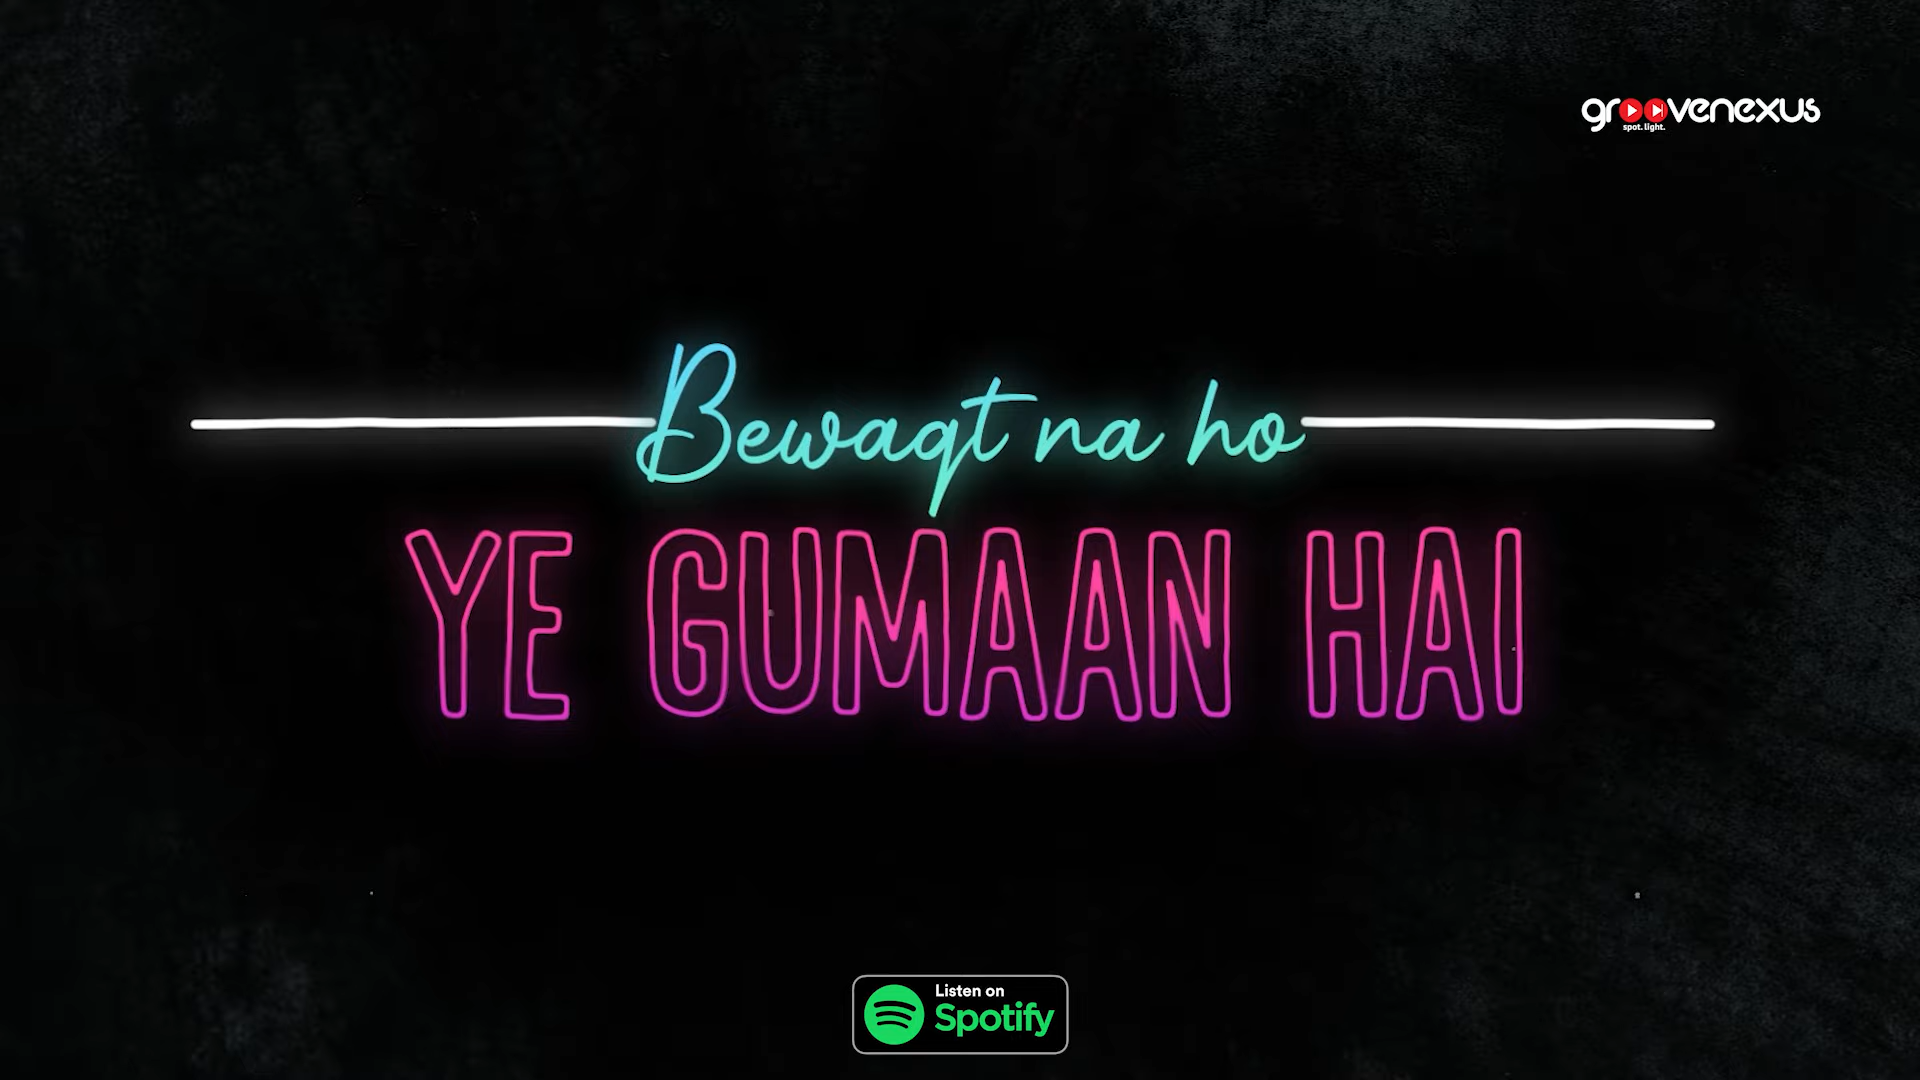 groovenexus
spot.light.
Bewaqt na ho
YE GUMAAN HAI
Listen on
Spotify